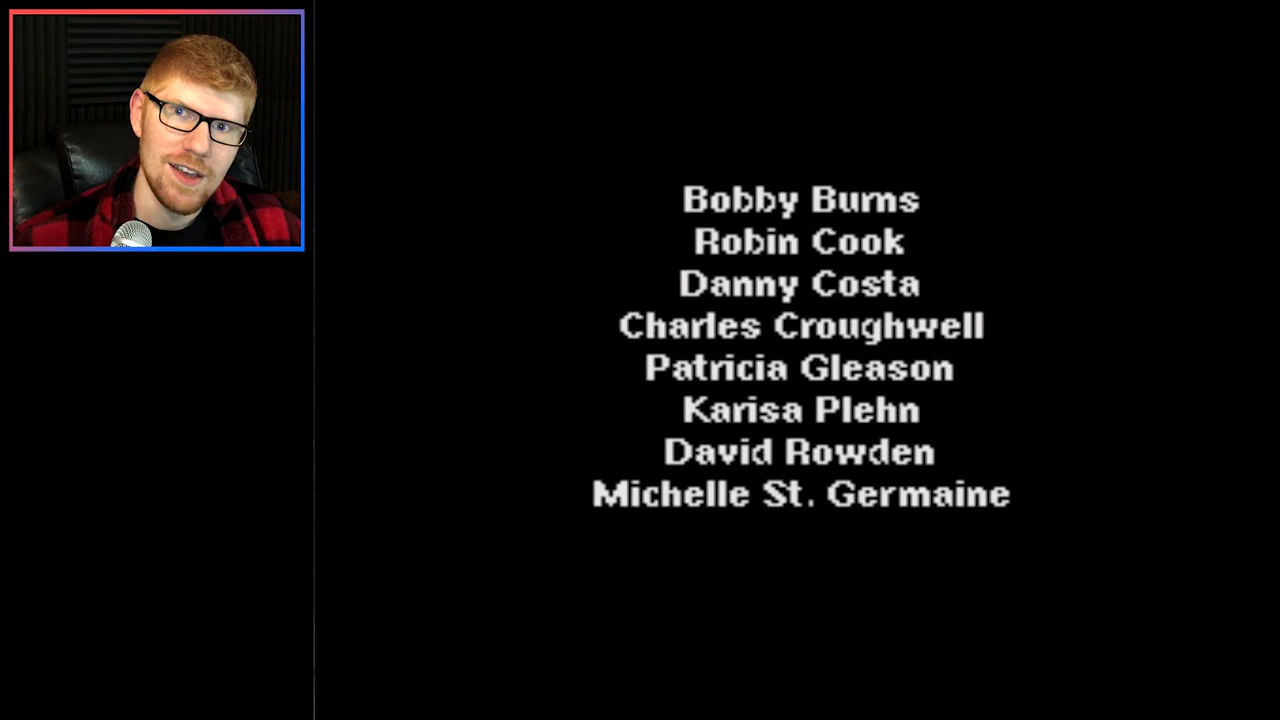 Bobby Burns
Robin Cook
Danny Costa
Charles Croughwell
Patricia Gleason
Karisa Plehn
David Rowden
Michelle St. Germaine